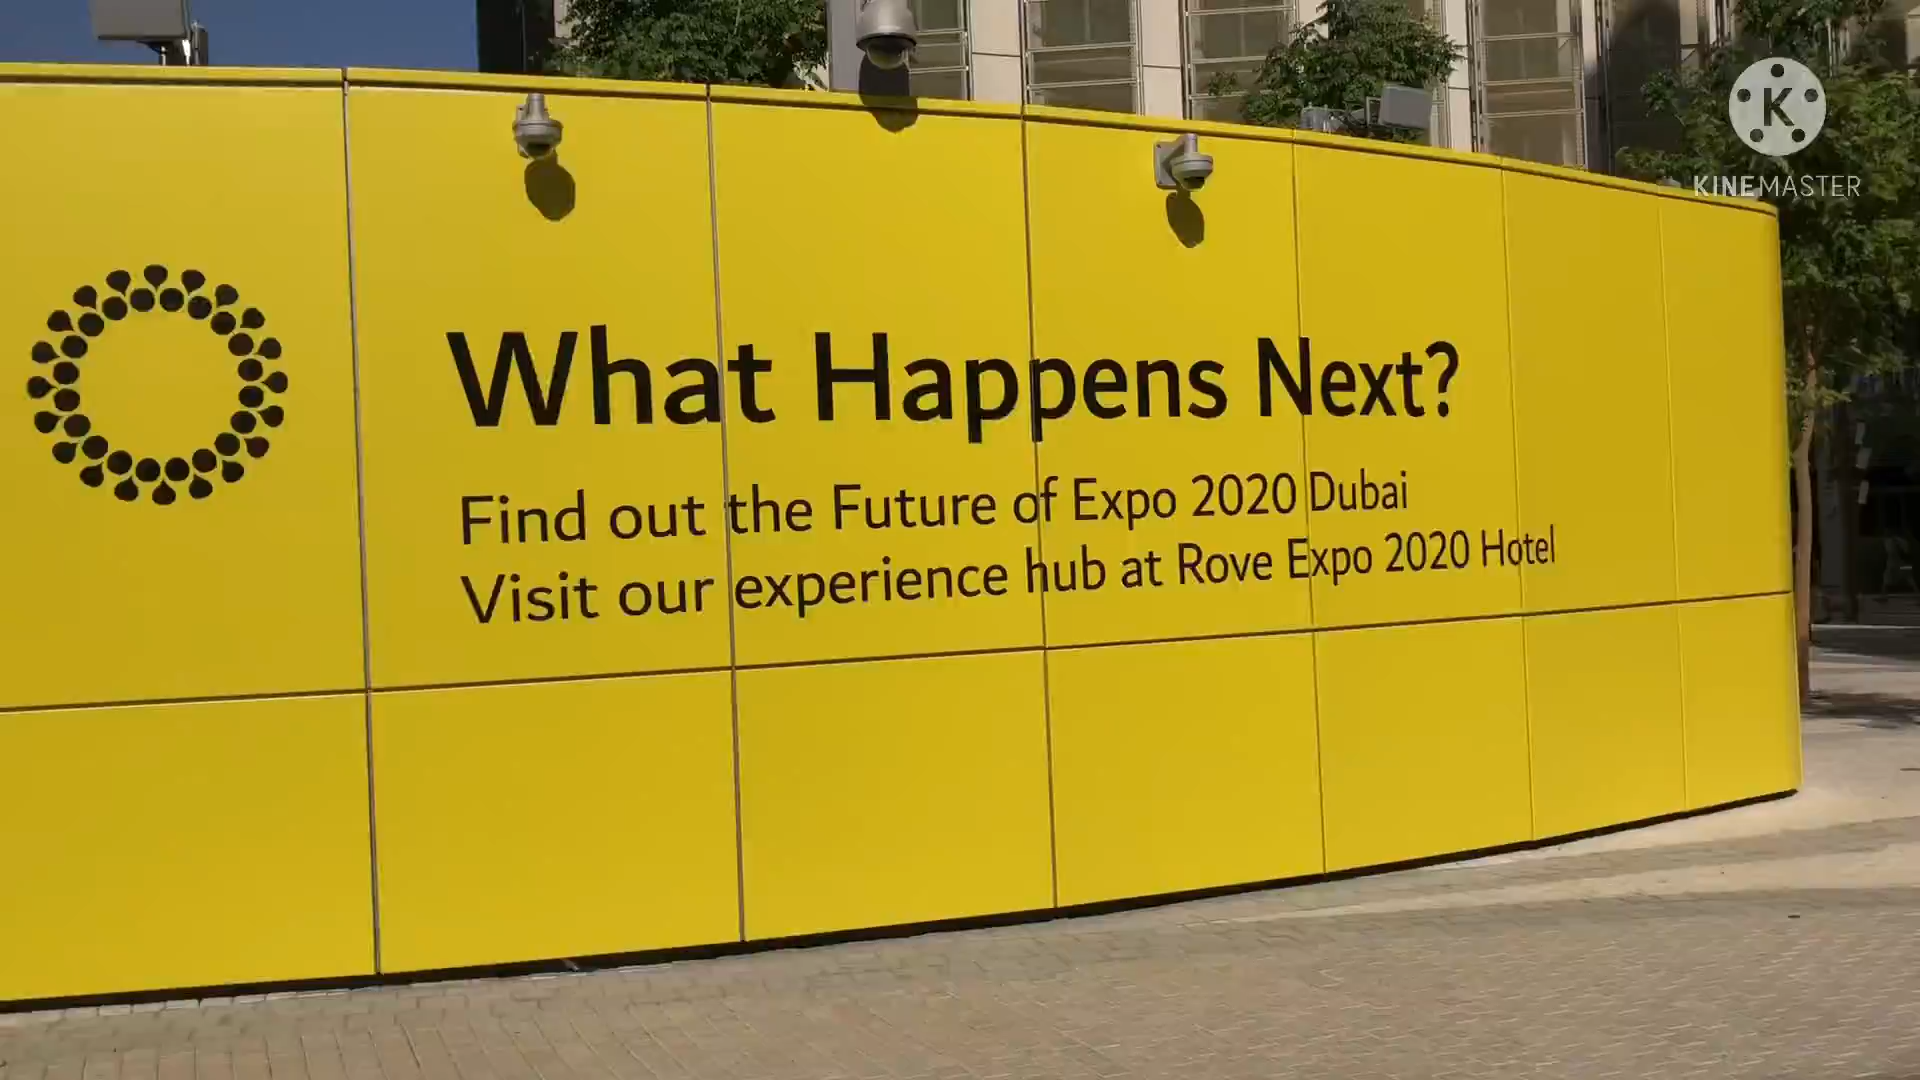 K
KINEMASTER
What Happens Next?
Find out the Future of Expo 2020 Dubai
Visit our experience hub at Rove Expo 2020 Hotel